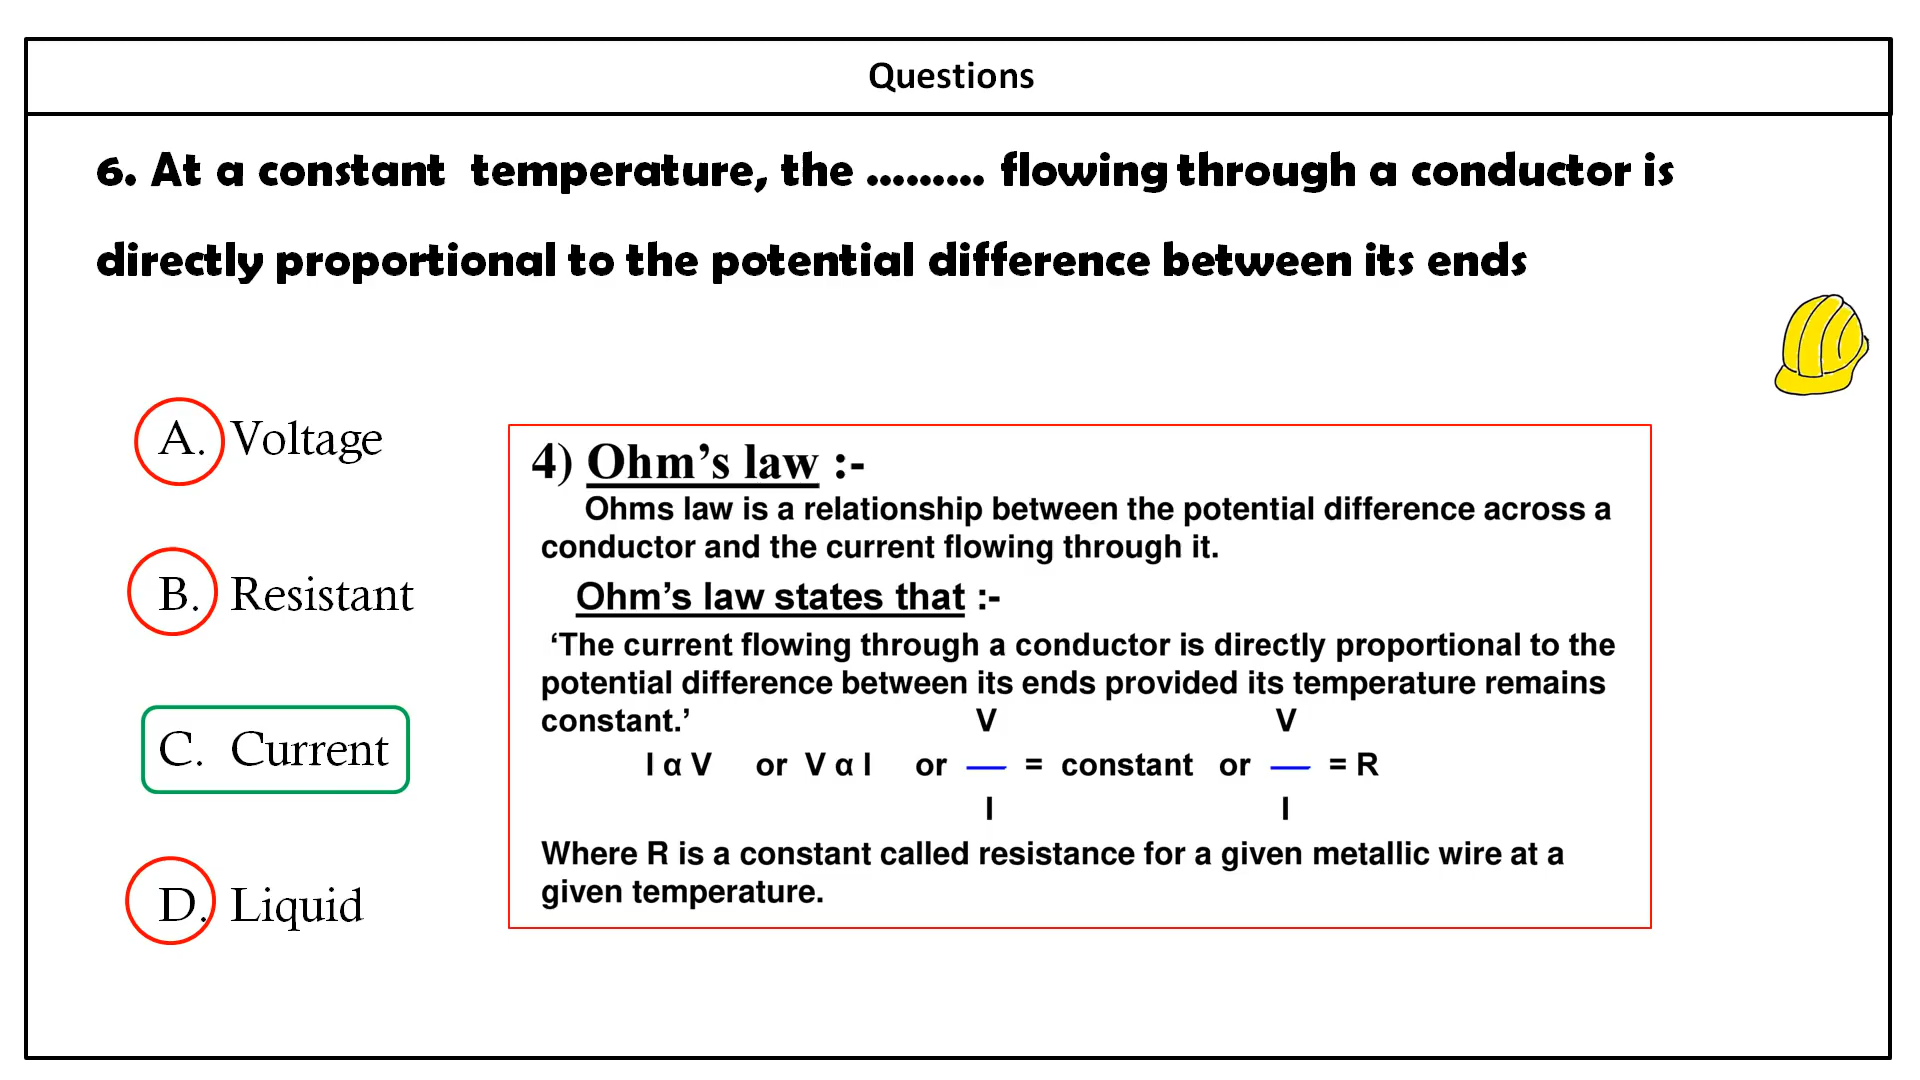 Questions
6. At a constant temperature, the ......... flowing through a conductor is
directly proportional to the potential difference between its ends
A. Voltage
B. Resistant
C. Current
D. Liquid
4) Ohm’s law :-
Ohms law is a relationship between the potential difference across a
conductor and the current flowing through it.
Ohm’s law states that :-
‘The current flowing through a conductor is directly proportional to the
potential difference between its ends provided its temperature remains
constant.’ V V
I α V or V α I or — = constant or — = R
I I
Where R is a constant called resistance for a given metallic wire at a
given temperature.